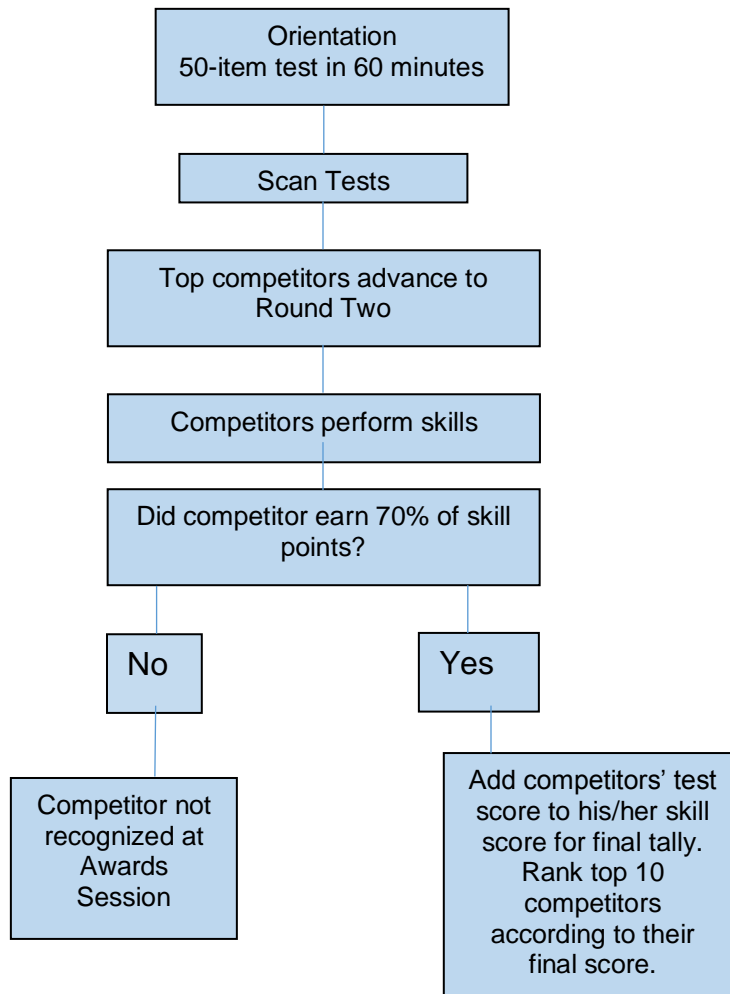 Orientation
50-item test in 60 minutes
Scan Tests
Top competitors advance to
Round Two
Competitors perform skills
Did competitor earn 70% of skill
points?
No
Yes
Competitor not
recognized at
Awards
Session
Add competitors’ test
score to his/her skill
score for final tally.
Rank top 10
competitors
according to their
final score.